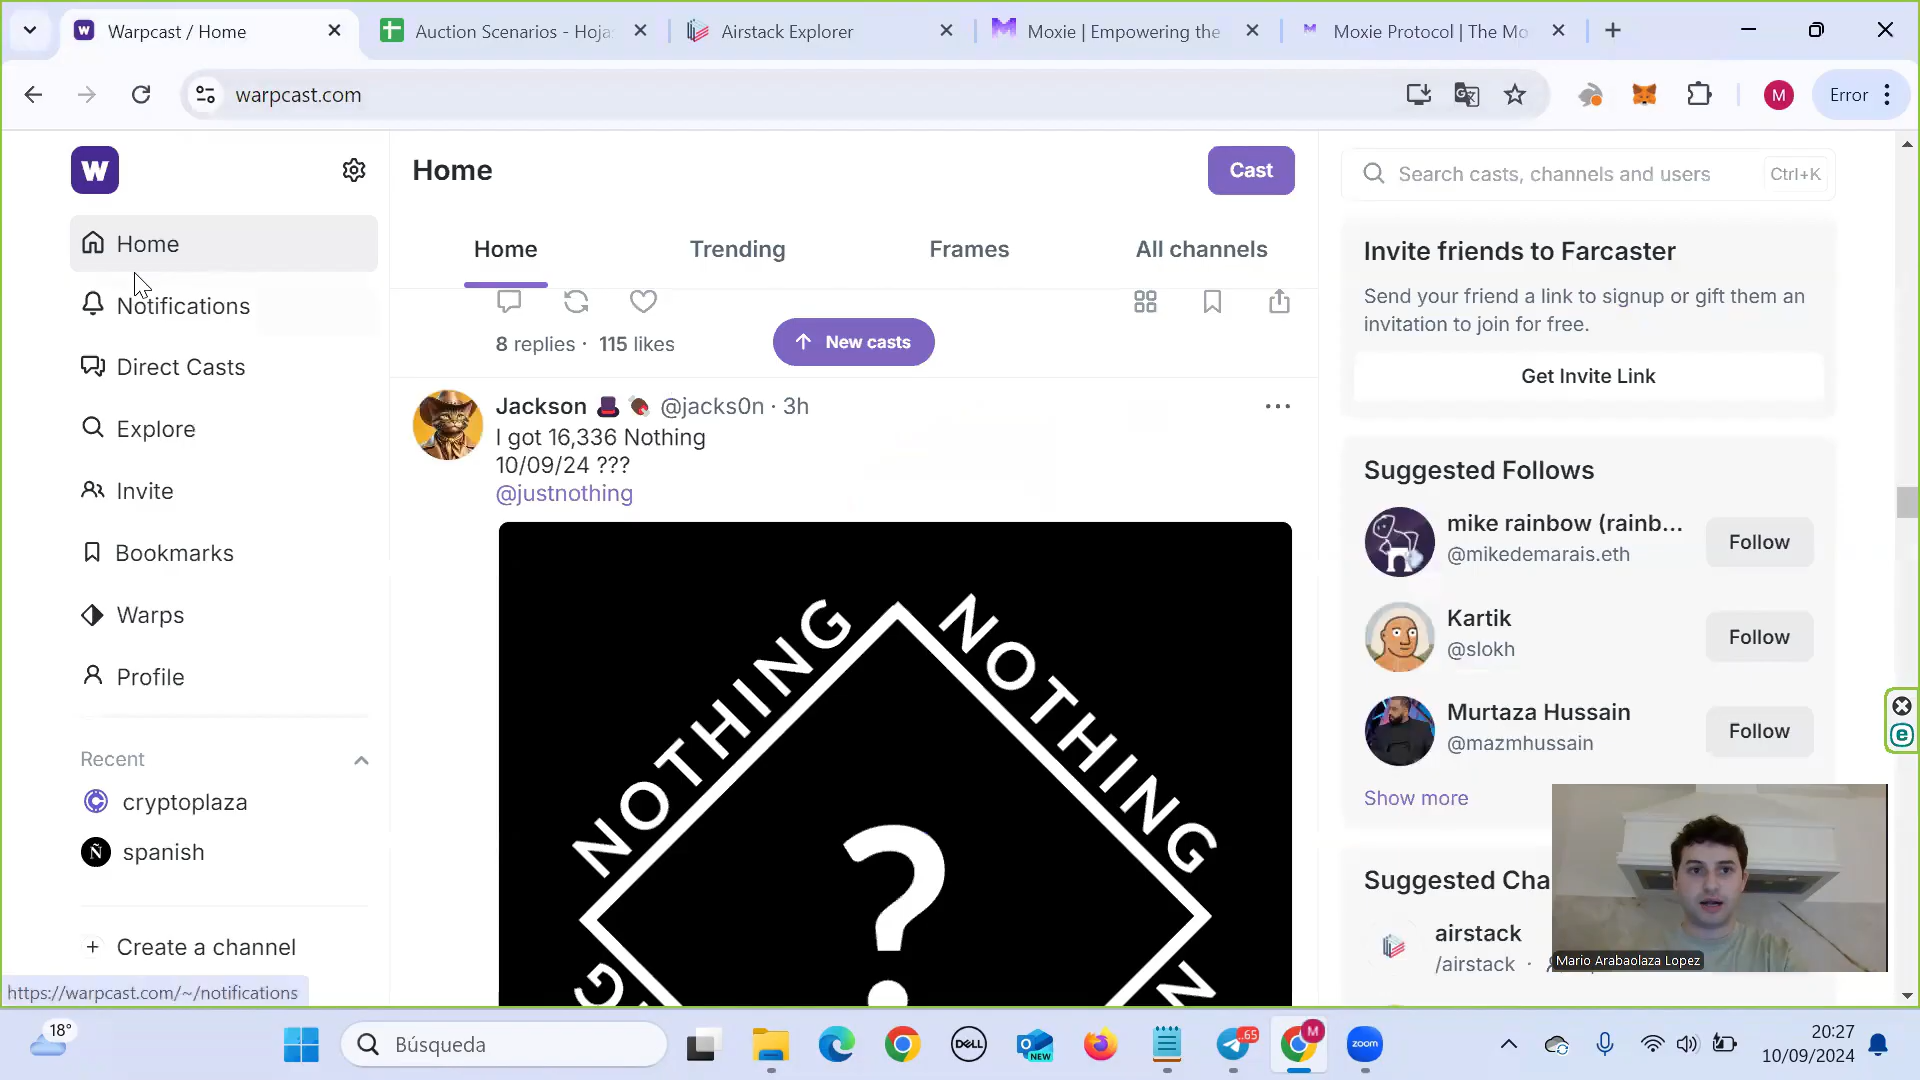 Warpcast / Home
Auction Scenarios - Hoja
Airstack Explorer
Moxie | Empowering the
Moxie Protocol | The Mo
warpcast.com
M
Error
W
Home
Notifications
Direct Casts
Explore
Invite
Bookmarks
Warps
Profile
Recent
cryptoplaza
Ñ spanish
+ Create a channel
https://warpcast.com/~/notifications
Home
Cast
Home
Trending
Frames
All channels
8 replies · 115 likes
New casts
Jackson @jacks0n · 3h
I got 16,336 Nothing
10/09/24 ???
@justnothing
NOTHING
NOTHING
?
Search casts, channels and users
Ctrl+K
Invite friends to Farcaster
Send your friend a link to signup or gift them an
invitation to join for free.
Get Invite Link
Suggested Follows
mike rainbow (rainb...
@mikedemarais.eth
Follow
Kartik
@slokh
Follow
Murtaza Hussain
@mazmhussain
Follow
Show more
Suggested Cha
airstack
/airstack ·
Mario Arabaolaza Lopez
18°
Búsqueda
DELL
NEW
65
M
zoom
20:27
10/09/2024